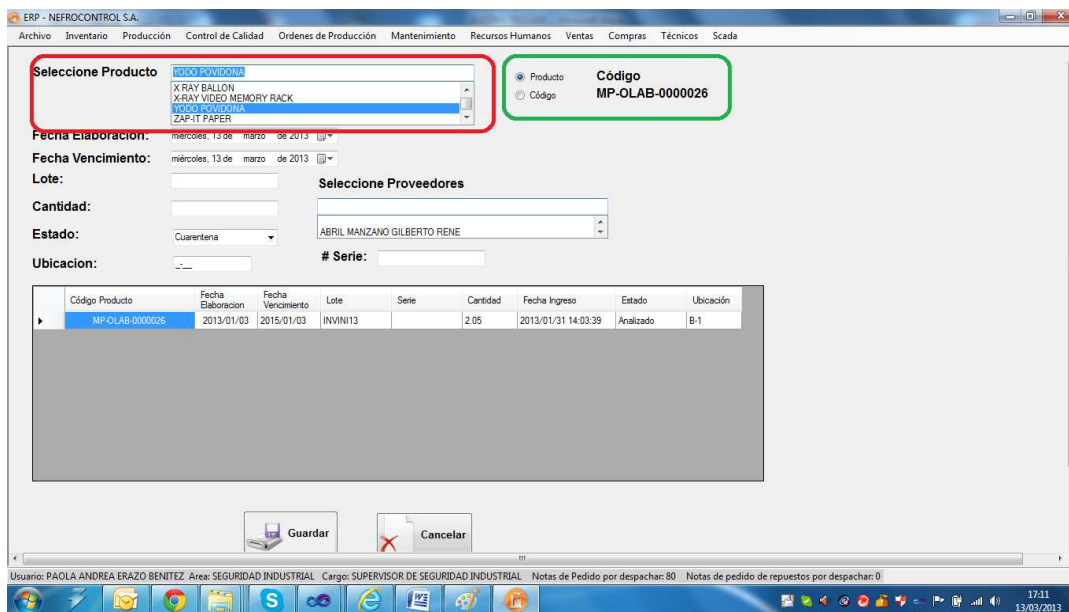 ERP - NEFROCONTROL S.A.
Archivo Inventario Producción Control de Calidad Ordenes de Producción Mantenimiento Recursos Humanos Ventas Compras Técnicos Scada
Seleccione Producto YODO POVIDONA
X RAY BALLON
X-RAY VIDEO MEMORY RACK
YODO POVIDONA
ZAP-IT PAPER
Producto
Código
Código
MP-OLAB-0000026
Fecha Elaboración: miércoles, 13 de marzo de 2013
Fecha Vencimiento: miércoles, 13 de marzo de 2013
Lote:
Seleccione Proveedores
Cantidad:
ABRIL MANZANO GILBERTO RENE
Estado: Cuarentena
# Serie:
Ubicacion: _-__
Código Producto Fecha Elaboracion Fecha Vencimiento Lote Serie Cantidad Fecha Ingreso Estado Ubicación
MP-OLAB-0000026 2013/01/03 2015/01/03 INVINI13 2.05 2013/01/31 14:03:39 Analizado B-1
Guardar Cancelar
Usuario: PAOLA ANDREA ERAZO BENITEZ Area: SEGURIDAD INDUSTRIAL Cargo: SUPERVISOR DE SEGURIDAD INDUSTRIAL Notas de Pedido por despachar: 80 Notas de pedido de repuestos por despachar: 0
17:11
13/03/2013